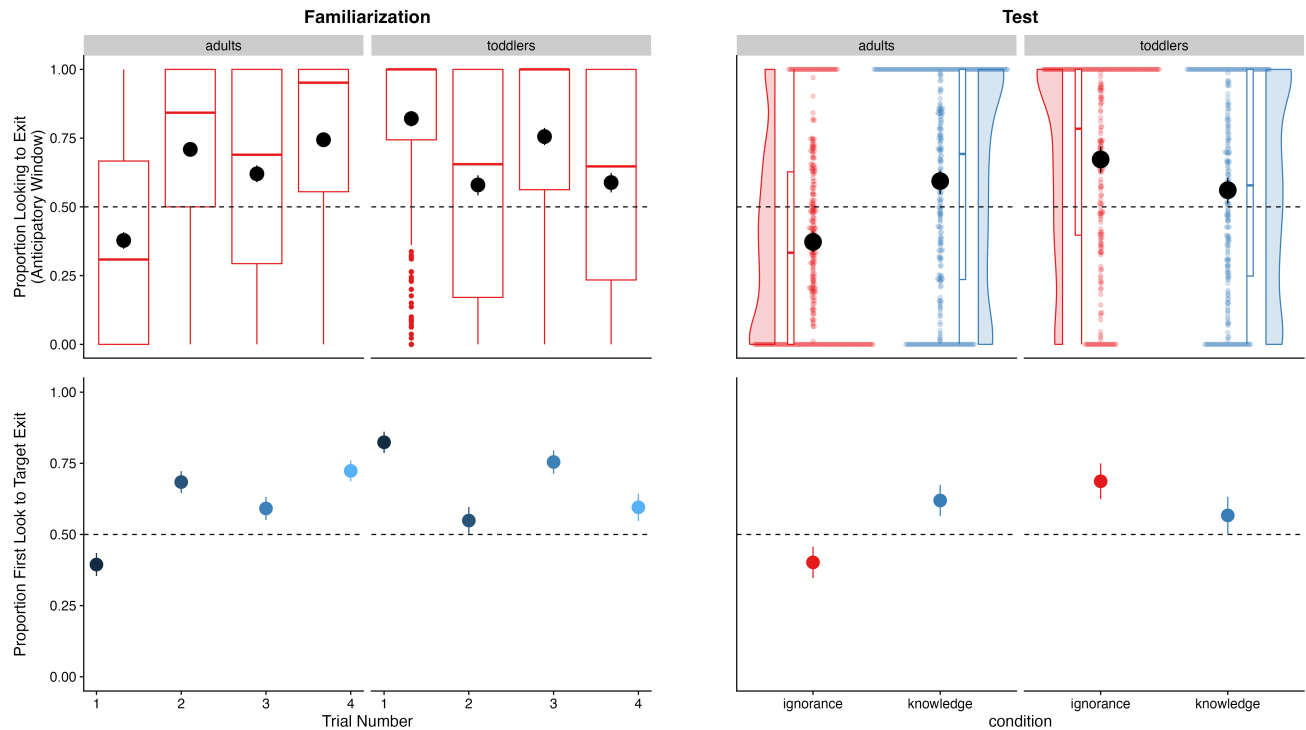 Familiarization
Test
adults
toddlers
adults
toddlers
Proportion Looking to Exit
(Anticipatory Window)
1.00
0.75
0.50
0.25
0.00
Proportion First Look to Target Exit
1.00
0.75
0.50
0.25
0.00
1 2 3 4
1 2 3 4
Trial Number
ignorance knowledge
ignorance knowledge
condition